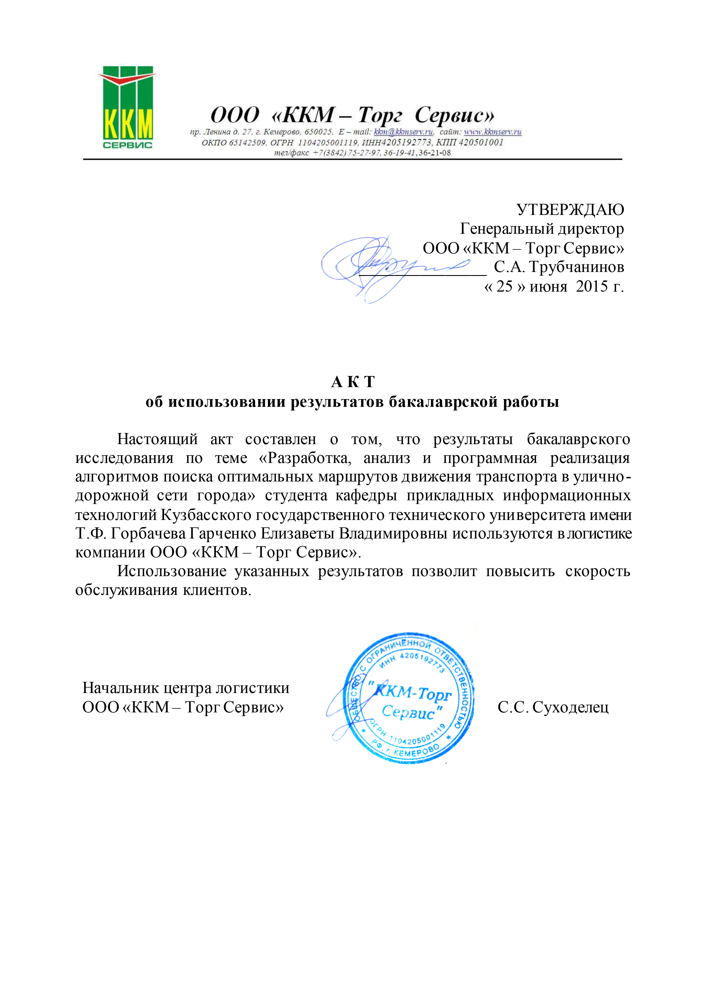 ККМ
СЕРВИС
ООО «ККМ – Торг Сервис»
пр. Ленина д. 27, г. Кемерово, 650025, E – mail: kkm@kkmserv.ru, сайт: www.kkmserv.ru
ОКПО 65142509, ОГРН 1104205001119, ИНН4205192773, КПП 420501001
тел/факс +7(3842) 75-27-97, 36-19-41,36-21-08
УТВЕРЖДАЮ
Генеральный директор
ООО «ККМ – Торг Сервис»
С.А. Трубчанинов
« 25 » июня 2015 г.
А К Т
об использовании результатов бакалаврской работы
Настоящий акт составлен о том, что результаты бакалаврского
исследования по теме «Разработка, анализ и программная реализация
алгоритмов поиска оптимальных маршрутов движения транспорта в улично-
дорожной сети города» студента кафедры прикладных информационных
технологий Кузбасского государственного технического университета имени
Т.Ф. Горбачева Гарченко Елизаветы Владимировны используются в логистике
компании ООО «ККМ – Торг Сервис».
Использование указанных результатов позволит повысить скорость
обслуживания клиентов.
Начальник центра логистики
ООО «ККМ – Торг Сервис»
С.С. Суходелец
ОБЩЕСТВО С ОГРАНИЧЕННОЙ ОТВЕТСТВЕННОСТЬЮ
ИНН 4205192773
"ККМ-Торг
Сервис"
ОГРН 1104205001119
* РФ, г. КЕМЕРОВО *